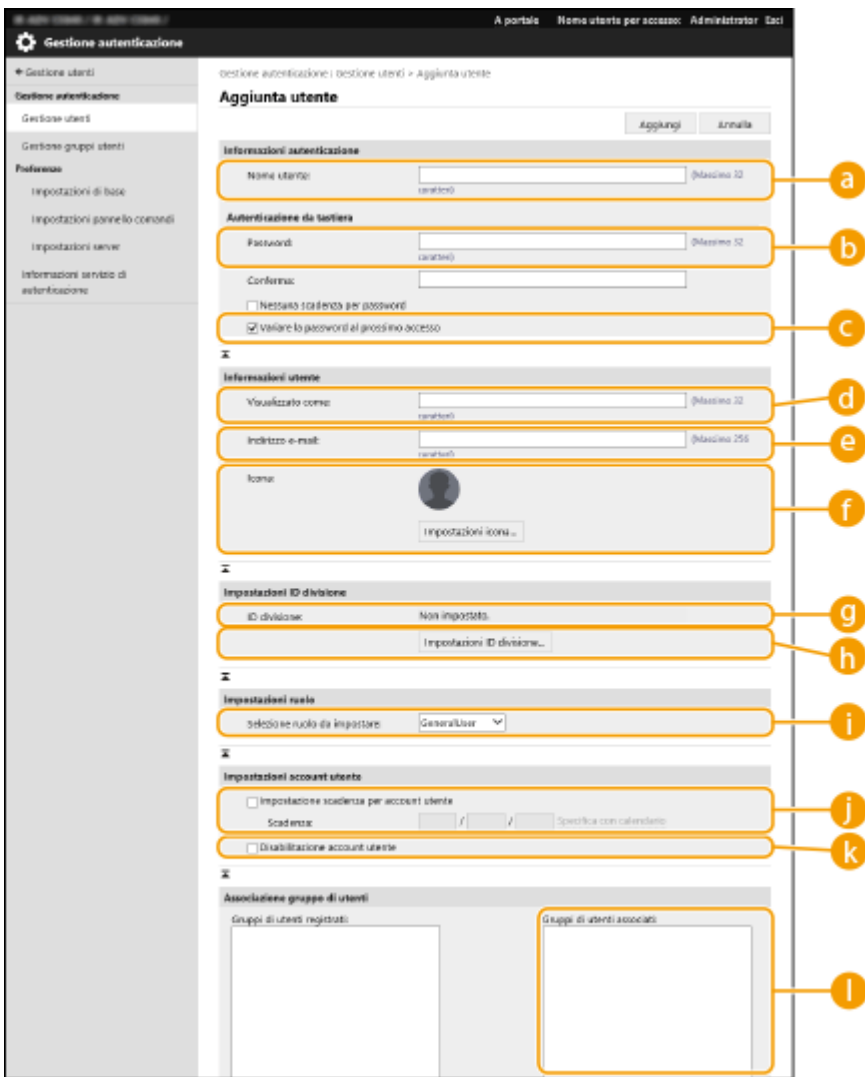 A portale Nome utente per accesso: Administrator Esci
Gestione autenticazione
Gestione utenti
Gestione autenticazione
Gestione utenti
Gestione gruppi utenti
Preferenze
Impostazioni di base
Impostazioni pannello comandi
Impostazioni server
Informazioni servizio di
autenticazione
Gestione autenticazione : Gestione utenti > Aggiunta utente
Aggiunta utente
Aggiungi Annulla
Informazioni autenticazione
Nome utente: (Massimo 32
caratteri)
a
Autenticazione da tastiera
Password: (Massimo 32
caratteri)
b
Conferma:
Nessuna scadenza per password
Variare la password al prossimo accesso
c
Informazioni utente
Visualizzato come: (Massimo 32
caratteri)
d
Indirizzo e-mail: (Massimo 256
caratteri)
e
Icona:
Impostazioni icona...
f
Impostazioni ID divisione
ID divisione: Non impostato.
g
Impostazioni ID divisione...
h
Impostazioni ruolo
Selezione ruolo da impostare: GeneralUser
i
Impostazioni account utente
Impostazione scadenza per account utente
Scadenza: / / Specifica con calendario
j
Disabilitazione account utente
k
Associazione gruppo di utenti
Gruppi di utenti registrati: Gruppi di utenti associati:
l